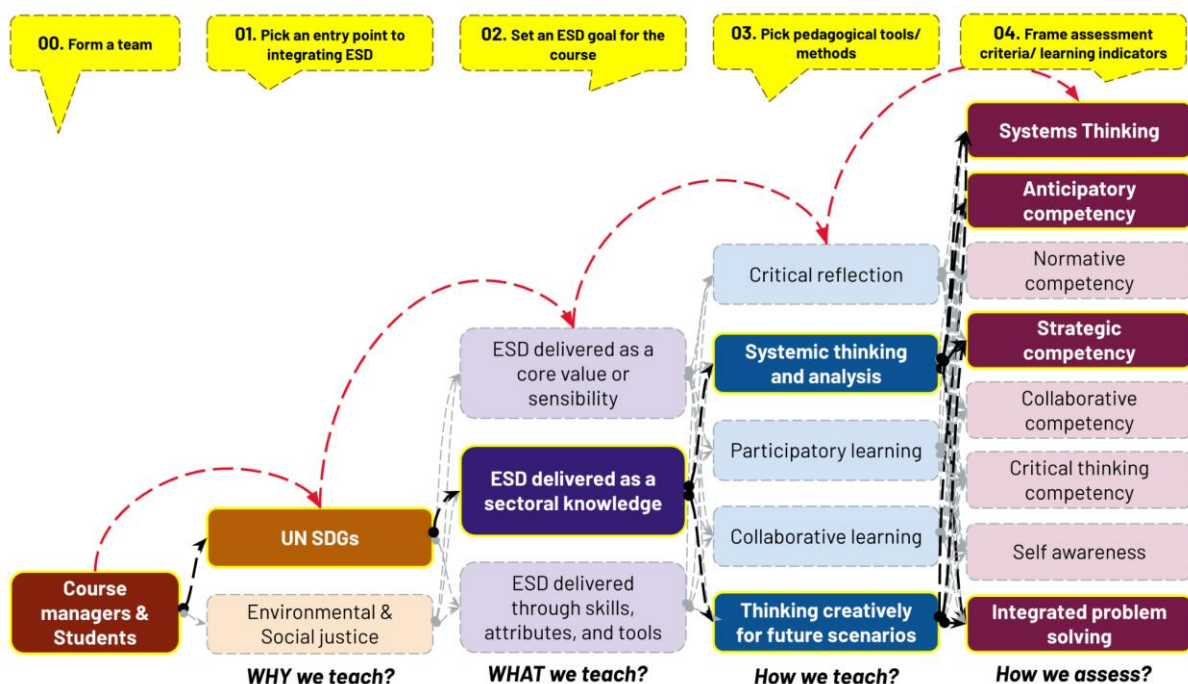 00. Form a team
01. Pick an entry point to
integrating ESD
02. Set an ESD goal for the
course
03. Pick pedagogical tools/
methods
04. Frame assessment
criteria/ learning indicators
Course
managers &
Students
UN SDGs
Environmental &
Social justice
WHY we teach?
ESD delivered as a
core value or
sensibility
ESD delivered as a
sectoral knowledge
ESD delivered
through skills,
attributes, and tools
WHAT we teach?
Critical reflection
Systemic thinking
and analysis
Participatory learning
Collaborative learning
Thinking creatively
for future scenarios
How we teach?
Systems Thinking
Anticipatory
competency
Normative
competency
Strategic
competency
Collaborative
competency
Critical thinking
competency
Self awareness
Integrated problem
solving
How we assess?